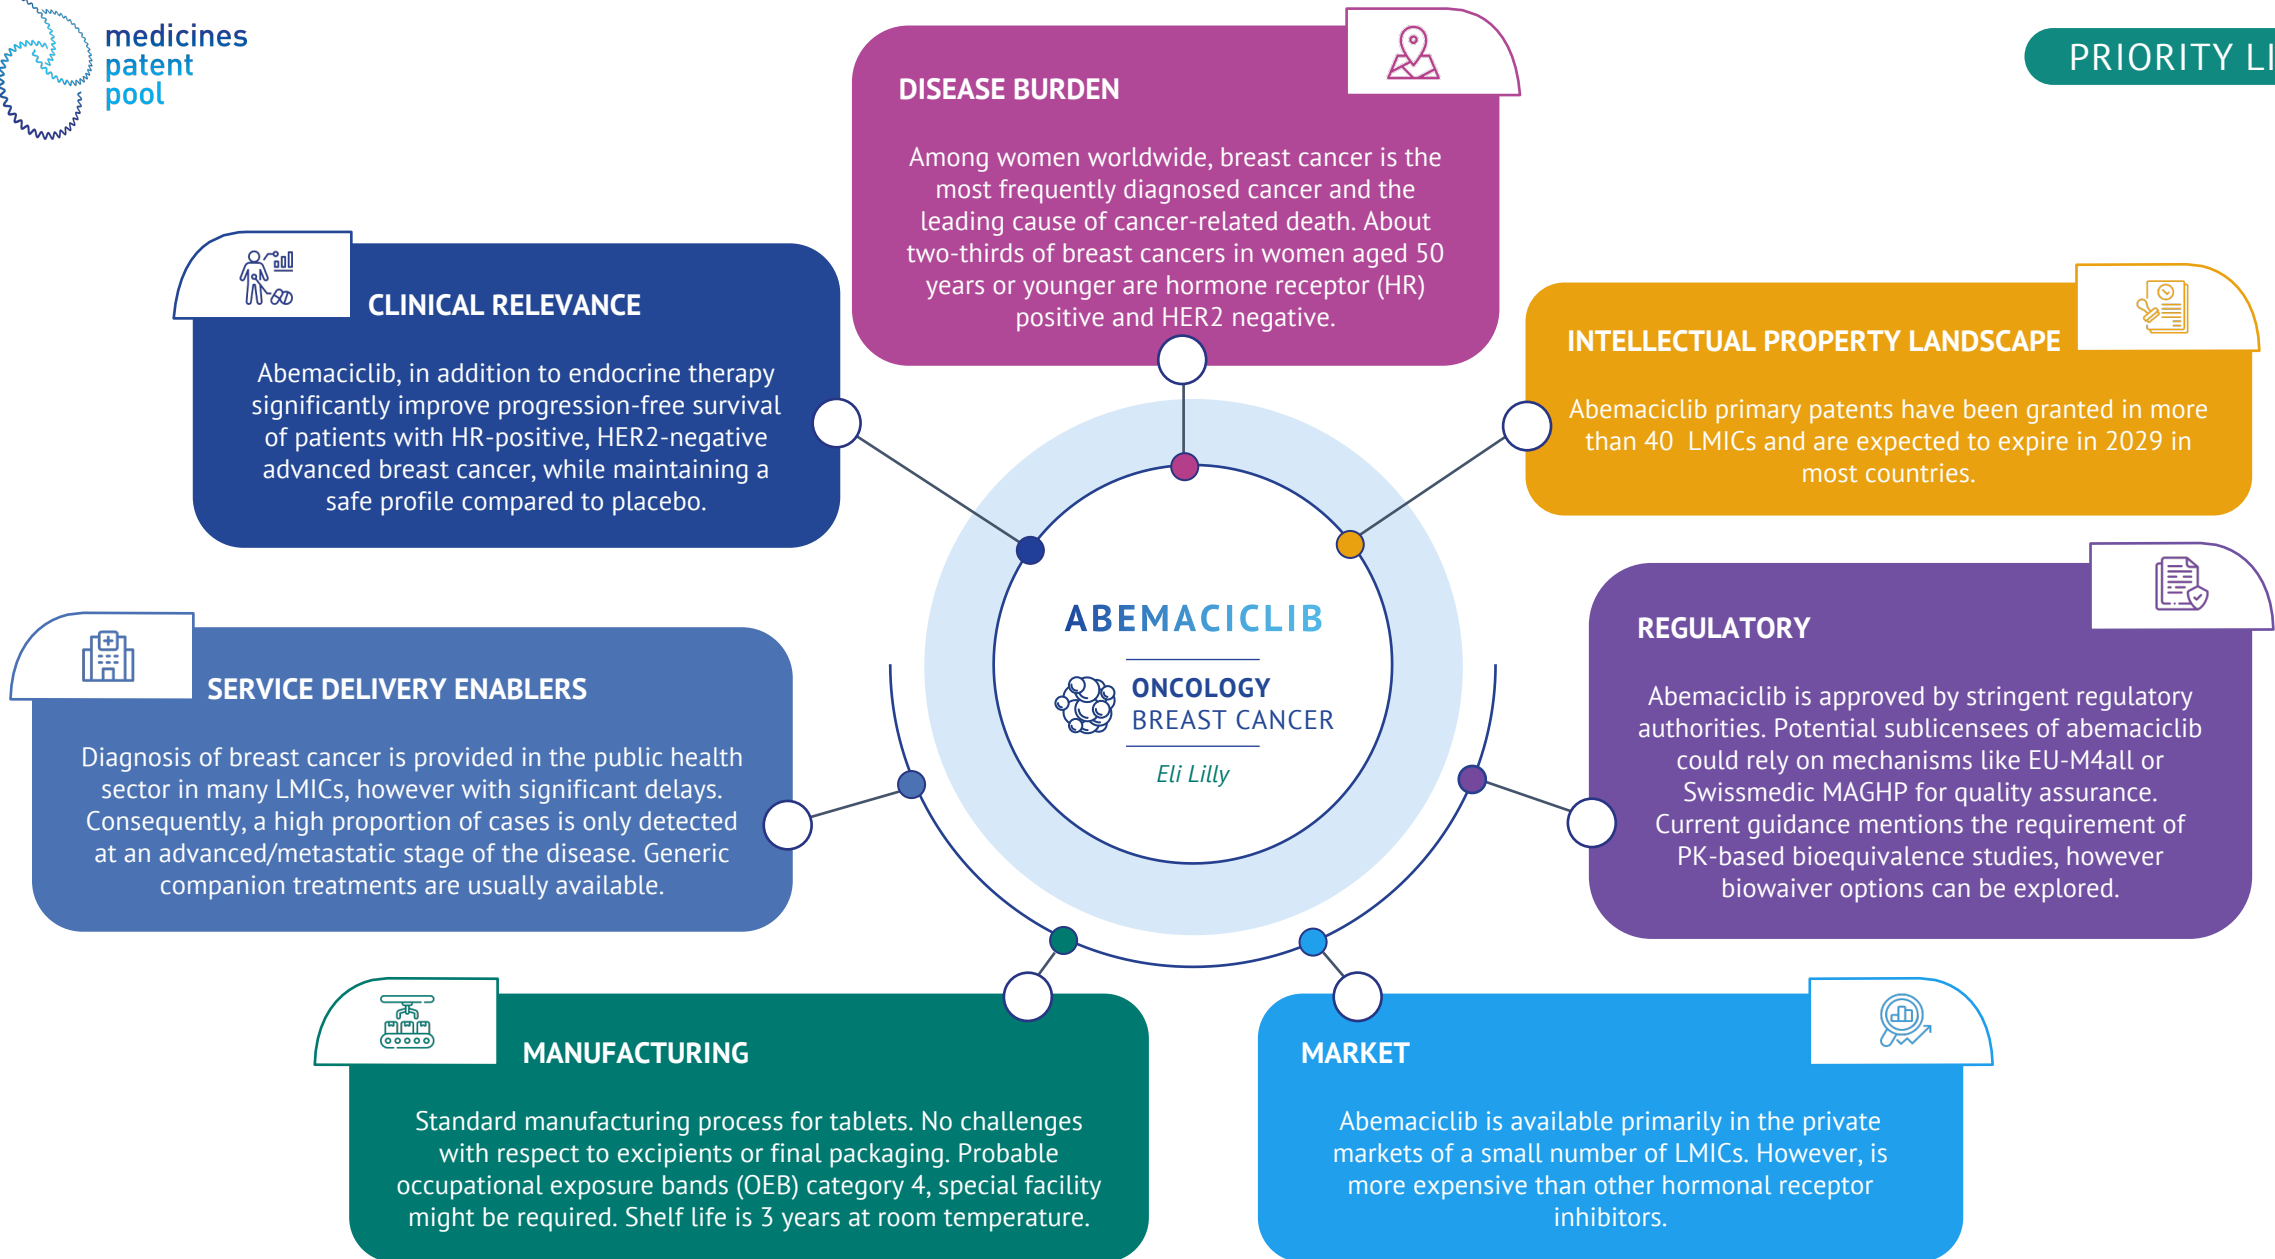 medicines
patent
pool
PRIORITY LI
DISEASE BURDEN
Among women worldwide, breast cancer is the
most frequently diagnosed cancer and the
leading cause of cancer-related death. About
two-thirds of breast cancers in women aged 50
years or younger are hormone receptor (HR)
positive and HER2 negative.
CLINICAL RELEVANCE
Abemaciclib, in addition to endocrine therapy
significantly improve progression-free survival
of patients with HR-positive, HER2-negative
advanced breast cancer, while maintaining a
safe profile compared to placebo.
INTELLECTUAL PROPERTY LANDSCAPE
Abemaciclib primary patents have been granted in more
than 40 LMICs and are expected to expire in 2029 in
most countries.
ABEMACICLIB
ONCOLOGY
BREAST CANCER
Eli Lilly
SERVICE DELIVERY ENABLERS
Diagnosis of breast cancer is provided in the public health
sector in many LMICs, however with significant delays.
Consequently, a high proportion of cases is only detected
at an advanced/metastatic stage of the disease. Generic
companion treatments are usually available.
REGULATORY
Abemaciclib is approved by stringent regulatory
authorities. Potential sublicensees of abemaciclib
could rely on mechanisms like EU-M4all or
Swissmedic MAGHP for quality assurance.
Current guidance mentions the requirement of
PK-based bioequivalence studies, however
biowaiver options can be explored.
MANUFACTURING
Standard manufacturing process for tablets. No challenges
with respect to excipients or final packaging. Probable
occupational exposure bands (OEB) category 4, special facility
might be required. Shelf life is 3 years at room temperature.
MARKET
Abemaciclib is available primarily in the private
markets of a small number of LMICs. However, is
more expensive than other hormonal receptor
inhibitors.